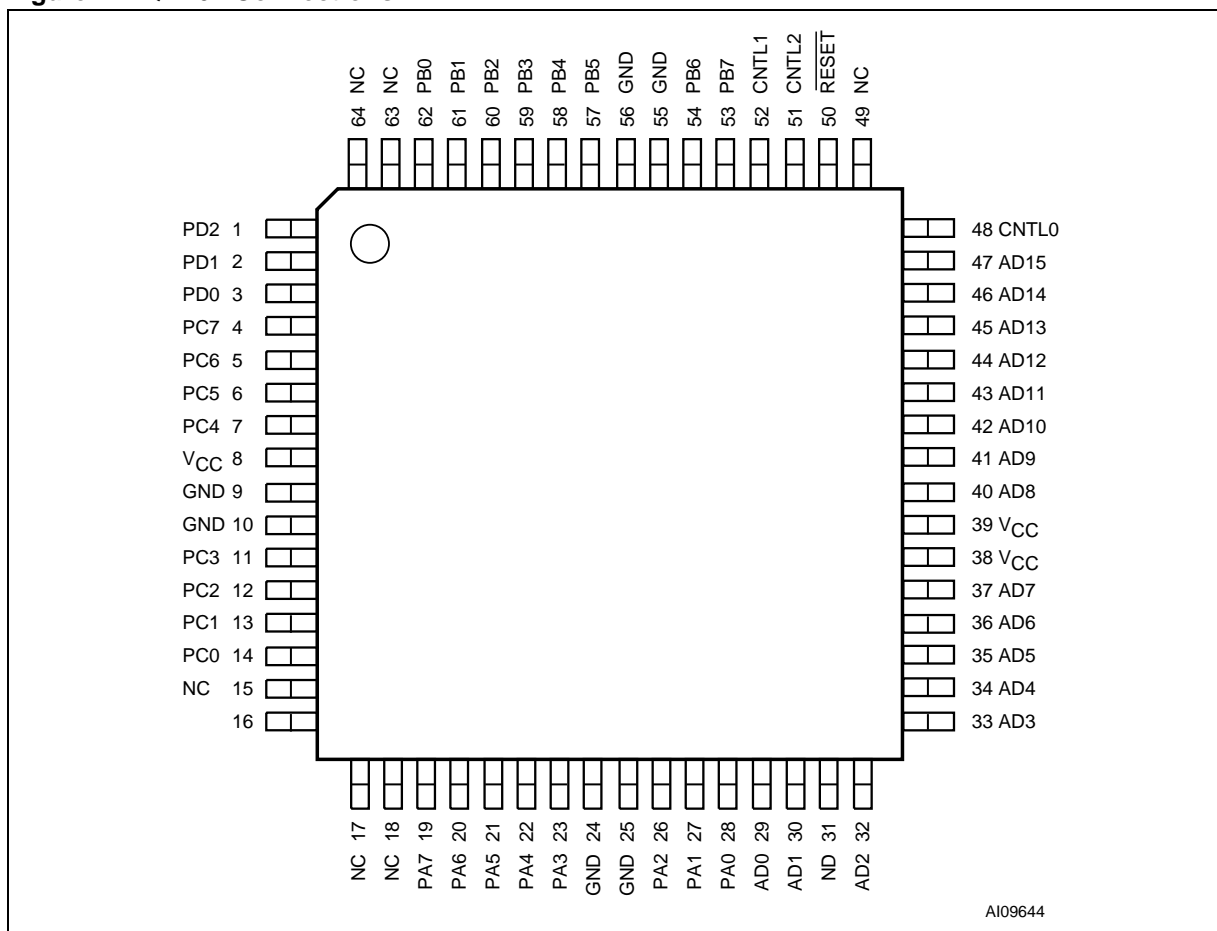 64 NC
63 NC
62 PB0
61 PB1
60 PB2
59 PB3
58 PB4
57 PB5
56 GND
55 GND
54 PB6
53 PB7
52 CNTL1
51 CNTL2
50 RESET
49 NC
PD2 1
PD1 2
PD0 3
PC7 4
PC6 5
PC5 6
PC4 7
VCC 8
GND 9
GND 10
PC3 11
PC2 12
PC1 13
PC0 14
NC 15
16
48 CNTL0
47 AD15
46 AD14
45 AD13
44 AD12
43 AD11
42 AD10
41 AD9
40 AD8
39 VCC
38 VCC
37 AD7
36 AD6
35 AD5
34 AD4
33 AD3
NC 17
NC 18
PA7 19
PA6 20
PA5 21
PA4 22
PA3 23
GND 24
GND 25
PA2 26
PA1 27
PA0 28
AD0 29
AD1 30
ND 31
AD2 32
AI09644